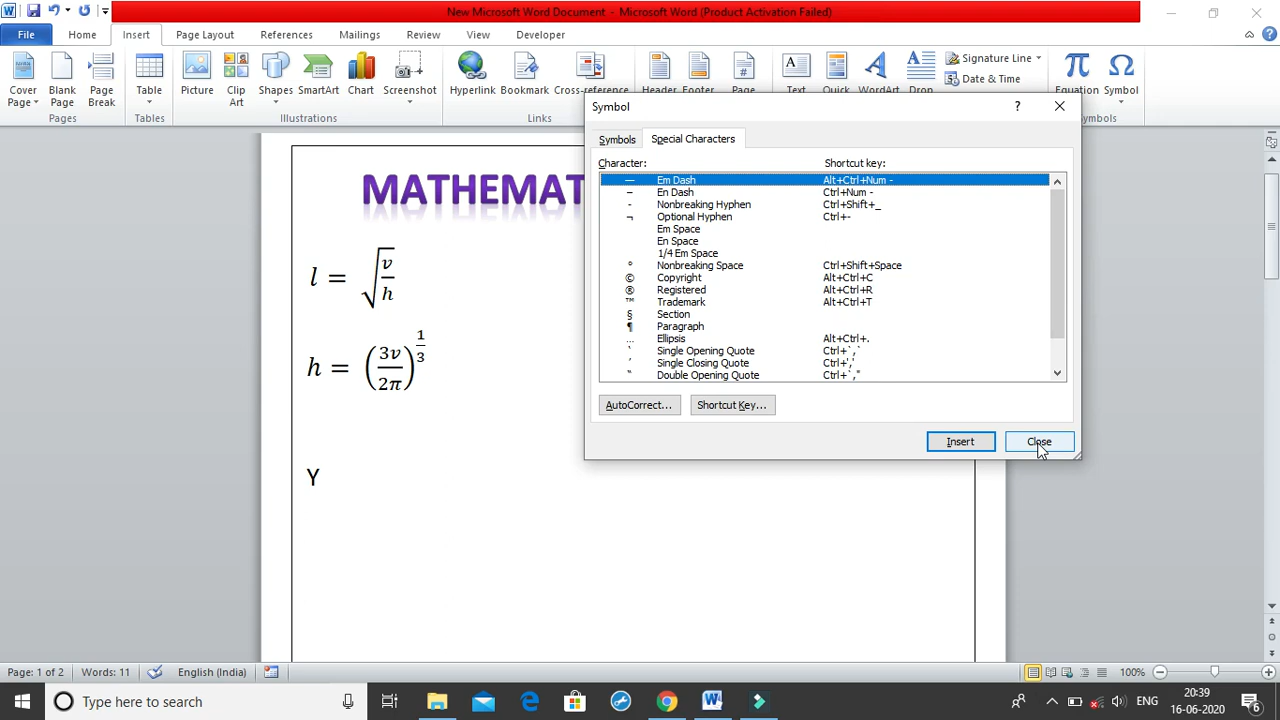 New Microsoft Word Document - Microsoft Word (Product Activation Failed)
File Home Insert Page Layout References Mailings Review View Developer
Cover Page Blank Page Page Break Table Picture Clip Art Shapes SmartArt Chart Screenshot Hyperlink Bookmark Cross-reference Header Footer Page Text Quick WordArt Signature Line Date & Time Equation Symbol
Pages Tables Illustrations Links
Symbol
Symbols Special Characters
Character: Shortcut key:
— Em Dash Alt+Ctrl+Num -
– En Dash Ctrl+Num -
- Nonbreaking Hyphen Ctrl+Shift+_
¬ Optional Hyphen Ctrl+-
Em Space
En Space
1/4 Em Space
° Nonbreaking Space Ctrl+Shift+Space
© Copyright Alt+Ctrl+C
® Registered Alt+Ctrl+R
™ Trademark Alt+Ctrl+T
§ Section
¶ Paragraph
… Ellipsis Alt+Ctrl+.
‘ Single Opening Quote Ctrl+`,`
’ Single Closing Quote Ctrl+','
“ Double Opening Quote Ctrl+`,"
AutoCorrect... Shortcut Key...
Insert Close
MATHEMAT
l = √(v/h)
h = (3v/2π)^(1/3)
Y
Page: 1 of 2 Words: 11 English (India) 100%
Type here to search
ENG 20:39
16-06-2020
6